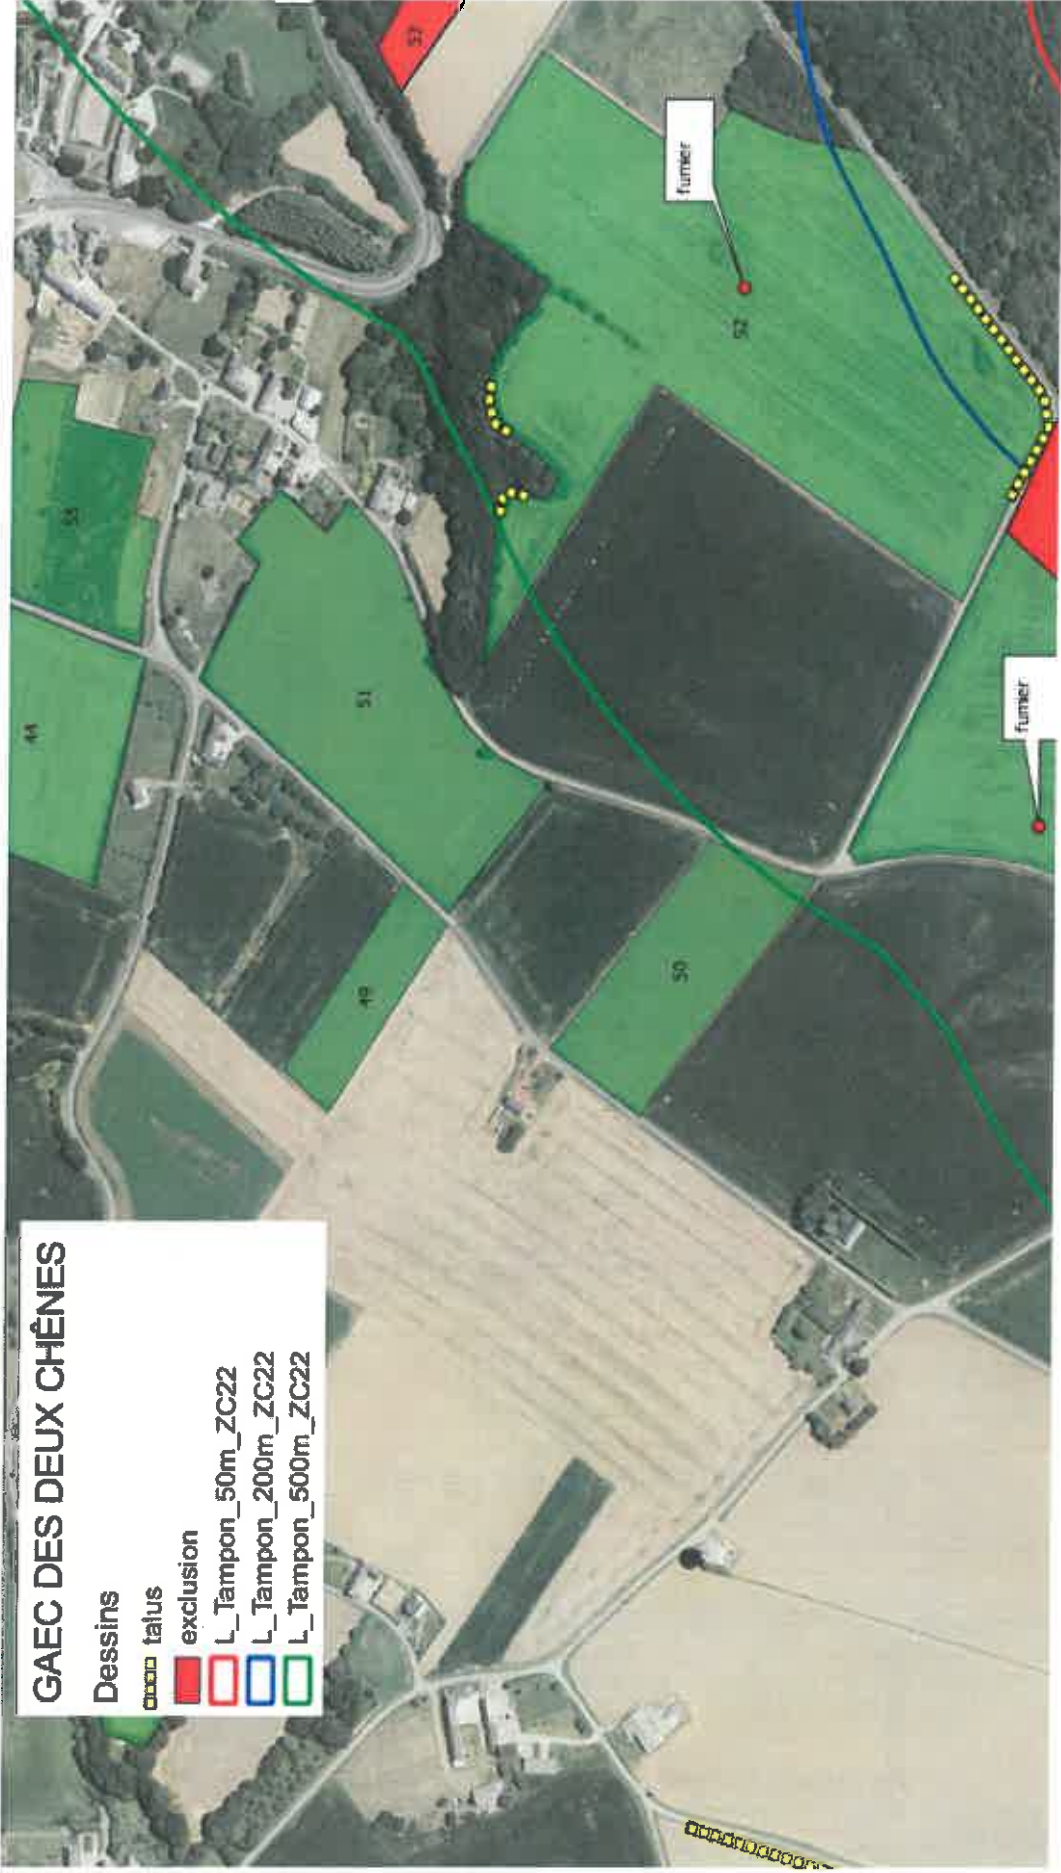 GAEC DES DEUX CHÊNES
Dessins
talus
exclusion
L_Tampon_50m_ZC22
L_Tampon_200m_ZC22
L_Tampon_500m_ZC22
44
51
49
50
52
fumier
fumier